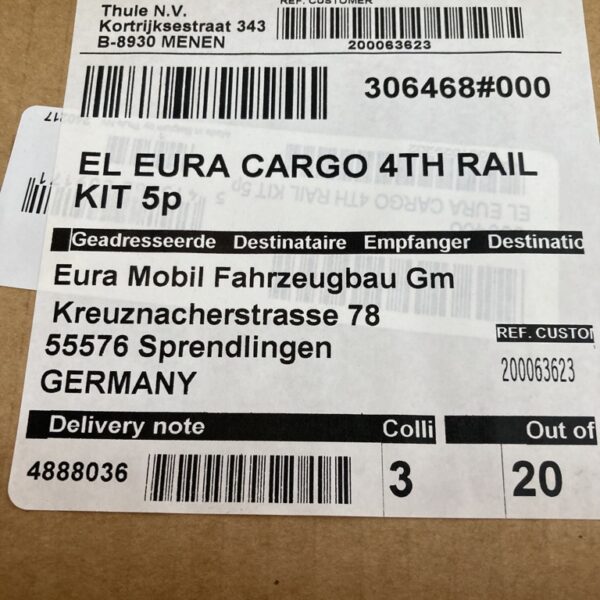 REF. CUSTOMER
Thule N.V.
Kortrijksestraat 343
B-8930 MENEN
200063623
306468#000
EL EURA CARGO 4TH RAIL
KIT 5p
Geadresseerde Destinataire Empfanger Destinatio
Eura Mobil Fahrzeugbau Gm
Kreuznacherstrasse 78
55576 Sprendlingen
GERMANY
REF. CUSTOM
200063623
Delivery note Colli Out of
4888036 3 20